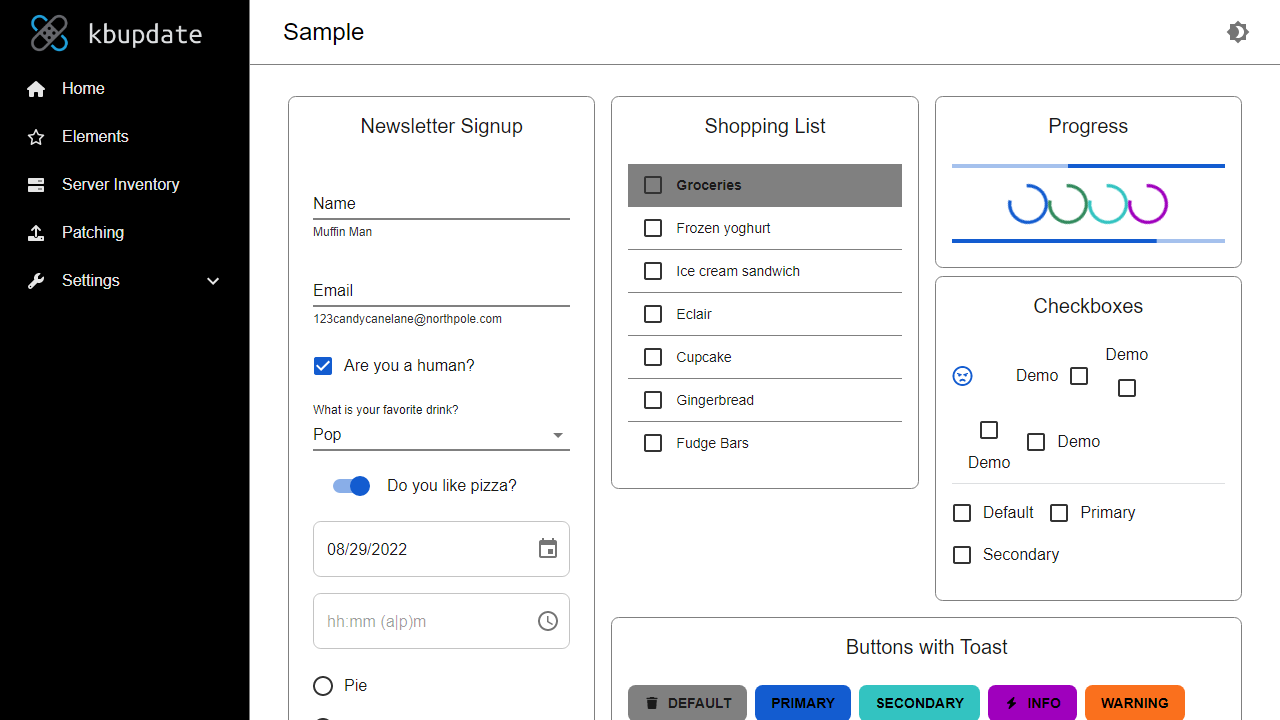 kbupdate
Home
Elements
Server Inventory
Patching
Settings
Sample
Newsletter Signup
Name
Muffin Man
Email
123candycanelane@northpole.com
Are you a human?
What is your favorite drink?
Pop
Do you like pizza?
08/29/2022
hh:mm (a|p)m
Pie
Shopping List
Groceries
Frozen yoghurt
Ice cream sandwich
Eclair
Cupcake
Gingerbread
Fudge Bars
Progress
Checkboxes
Demo
Demo
Demo
Demo
Default
Primary
Secondary
Buttons with Toast
DEFAULT
PRIMARY
SECONDARY
INFO
WARNING